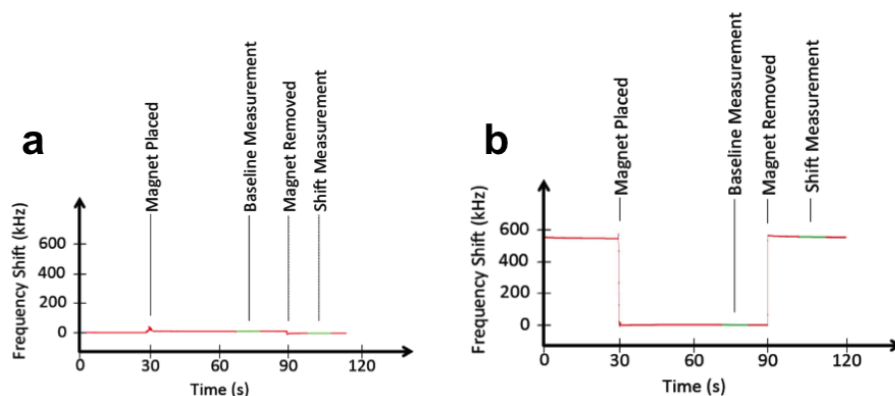 a
Magnet Placed
Baseline Measurement
Magnet Removed
Shift Measurement
Frequency Shift (kHz)
600
400
200
0
0 30 60 90 120
Time (s)
b
Magnet Placed
Baseline Measurement
Magnet Removed
Shift Measurement
Frequency Shift (kHz)
600
400
200
0
0 30 60 90 120
Time (s)